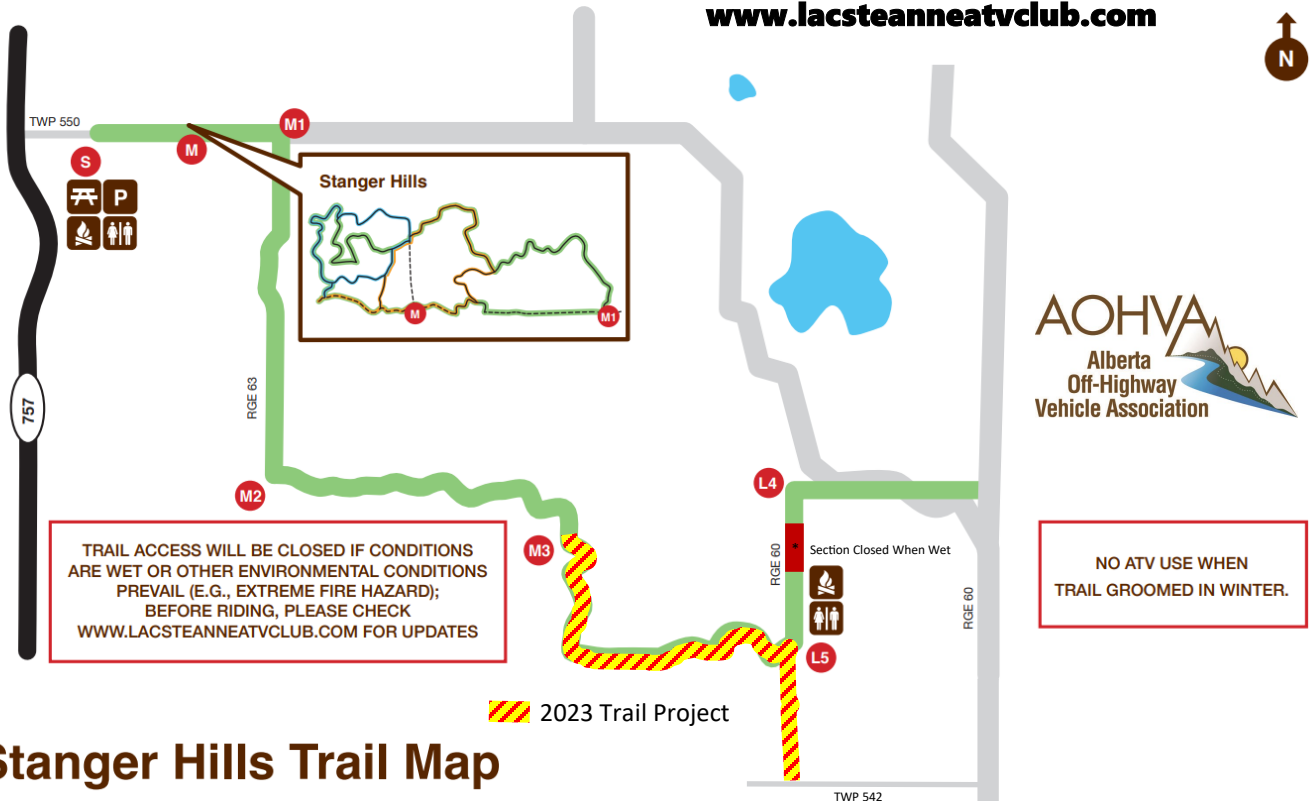 www.lacsteanneatvclub.com
N
TWP 550
M1
M
S
P
Stanger Hills
M
M1
AOHVA
Alberta
Off-Highway
Vehicle Association
757
RGE 63
M2
L4
M3
RGE 60
* Section Closed When Wet
TRAIL ACCESS WILL BE CLOSED IF CONDITIONS
ARE WET OR OTHER ENVIRONMENTAL CONDITIONS
PREVAIL (E.G., EXTREME FIRE HAZARD);
BEFORE RIDING, PLEASE CHECK
WWW.LACSTEANNEATVCLUB.COM FOR UPDATES
NO ATV USE WHEN
TRAIL GROOMED IN WINTER.
RGE 60
L5
2023 Trail Project
Stanger Hills Trail Map
TWP 542